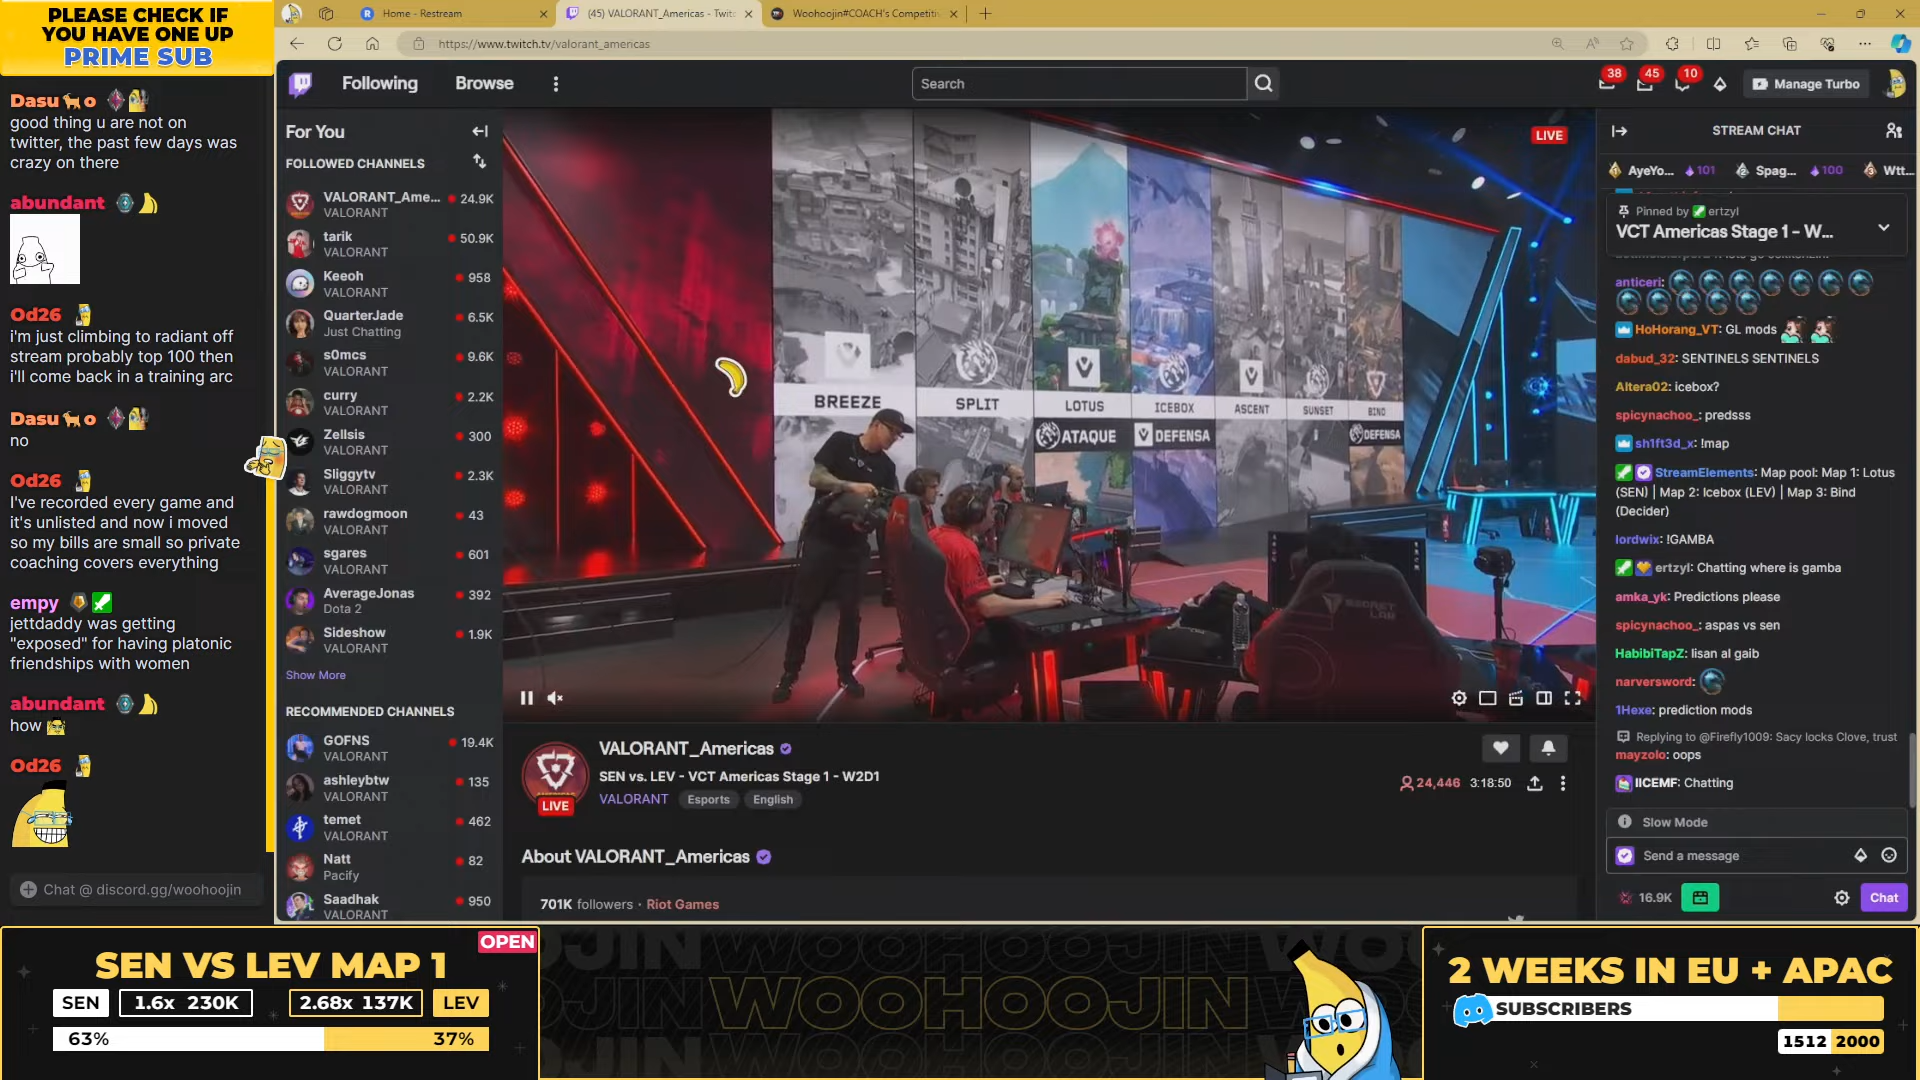 PLEASE CHECK IF
YOU HAVE ONE UP
PRIME SUB
Dasu o
good thing u are not on
twitter, the past few days was
crazy on there
abundant
Od26
i'm just climbing to radiant off
stream probably top 100 then
i'll come back in a training arc
Dasu o
no
Od26
I've recorded every game and
it's unlisted and now i moved
so my bills are small so private
coaching covers everything
empy
jettdaddy was getting
"exposed" for having platonic
friendships with women
abundant
how
Od26
Chat @ discord.gg/woohoojin
Home - Restream
(45) VALORANT_Americas - Twitc
Woohoojin#COACH's Competiti
https://www.twitch.tv/valorant_americas
Following
Browse
Search
38
45
10
Manage Turbo
For You
FOLLOWED CHANNELS
VALORANT_Ame... 24.9K
VALORANT
tarik 50.9K
VALORANT
Keeoh 958
VALORANT
QuarterJade 6.5K
Just Chatting
s0mcs 9.6K
VALORANT
curry 2.2K
VALORANT
Zellsis 300
VALORANT
Sliggytv 2.3K
VALORANT
rawdogmoon 43
VALORANT
sgares 601
VALORANT
AverageJonas 392
Dota 2
Sideshow 1.9K
VALORANT
Show More
RECOMMENDED CHANNELS
GOFNS 19.4K
VALORANT
ashleybtw 135
VALORANT
temet 462
VALORANT
Natt 82
Pacify
Saadhak 950
VALORANT
LIVE
BREEZE
SPLIT
LOTUS
ICEBOX
ASCENT
SUNSET
BIND
ATAQUE
DEFENSA
DEFENSA
SECRET LAB
LIVE
VALORANT_Americas
SEN vs. LEV - VCT Americas Stage 1 - W2D1
VALORANT Esports English
24,446 3:18:50
About VALORANT_Americas
701K followers · Riot Games
STREAM CHAT
AyeYo... 101
Spag... 100
Wtt...
Pinned by ertzyl
VCT Americas Stage 1 - W...
anticeri:
HoHorang_VT: GL mods
dabud_32: SENTINELS SENTINELS
Altera02: icebox?
spicynachoo_: predsss
sh1ft3d_x: !map
StreamElements: Map pool: Map 1: Lotus
(SEN) | Map 2: Icebox (LEV) | Map 3: Bind
(Decider)
lordwix: !GAMBA
ertzyl: Chatting where is gamba
amka_yk: Predictions please
spicynachoo_: aspas vs sen
HabibiTapZ: lisan al gaib
narversword:
1Hexe: prediction mods
Replying to @Firefly1009: Sacy locks Clove, trust
mayzolo: oops
IICEMF: Chatting
Slow Mode
Send a message
16.9K
Chat
OPEN
SEN VS LEV MAP 1
SEN 1.6x 230K 2.68x 137K LEV
63% 37%
WOOHOOJIN
2 WEEKS IN EU + APAC
SUBSCRIBERS
1512 2000